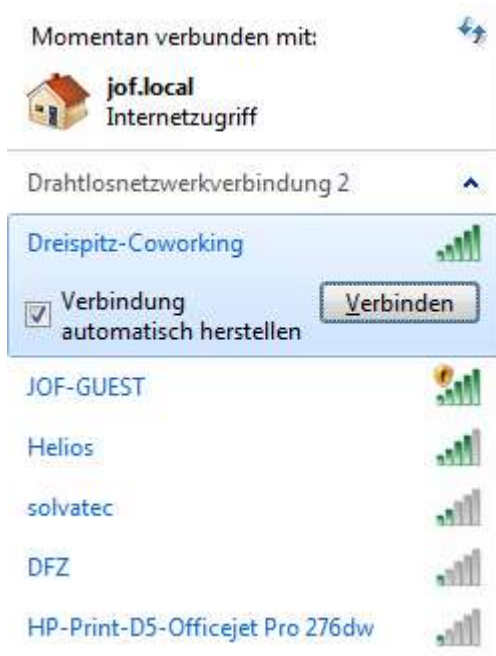 Momentan verbunden mit:
jof.local
Internetzugriff
Drahtlosnetzwerkverbindung 2
Dreispitz-Coworking
Verbindung
automatisch herstellen
Verbinden
JOF-GUEST
Helios
solvatec
DFZ
HP-Print-D5-Officejet Pro 276dw